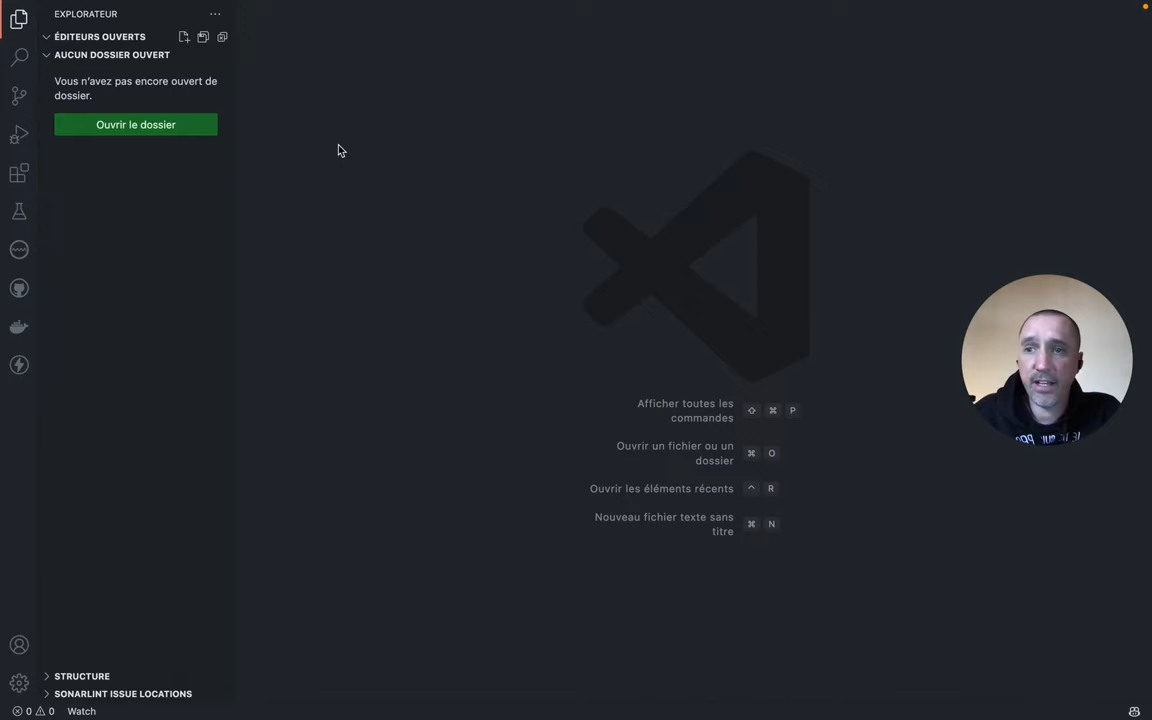 EXPLORATEUR
ÉDITEURS OUVERTS
AUCUN DOSSIER OUVERT
Vous n'avez pas encore ouvert de
dossier.
Ouvrir le dossier
Afficher toutes les
commandes
⇧ ⌘ P
Ouvrir un fichier ou un
dossier
⌘ O
Ouvrir les éléments récents
⌃ R
Nouveau fichier texte sans
titre
⌘ N
STRUCTURE
SONARLINT ISSUE LOCATIONS
0 0 Watch